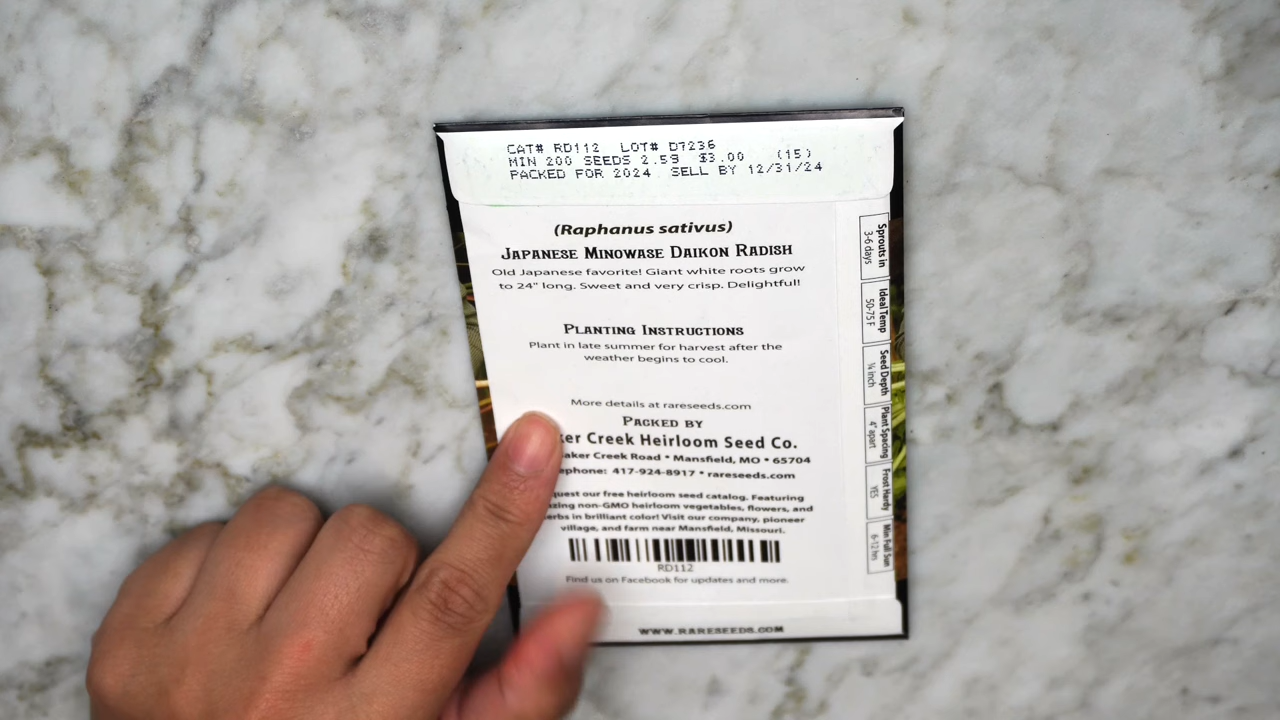 CAT# RD112 LOT# D7236
MIN 200 SEEDS 2.59 $3.00 (15)
PACKED FOR 2024 SELL BY 12/31/24
(Raphanus sativus)
Japanese Minowase Daikon Radish
Old Japanese favorite! Giant white roots grow
to 24" long. Sweet and very crisp. Delightful!
Planting Instructions
Plant in late summer for harvest after the
weather begins to cool.
More details at rareseeds.com
Packed by
Creek Heirloom Seed Co.
Creek Road • Mansfield, MO • 65704
417-924-8917 • rareseeds.com
our free heirloom seed catalog. Featuring
non-GMO heirloom vegetables, flowers, and
in brilliant color! Visit our company, pioneer
village, and farm near Mansfield, Missouri.
RD112
Find us on Facebook for updates and more.
www.rareseeds.com
Sprouts in
3-6 days
Ideal Temp
50-75 F
Seed Depth
¼ inch
Plant Spacing
4" apart
Frost Hardy
YES
Min Full Sun
6-12 hrs